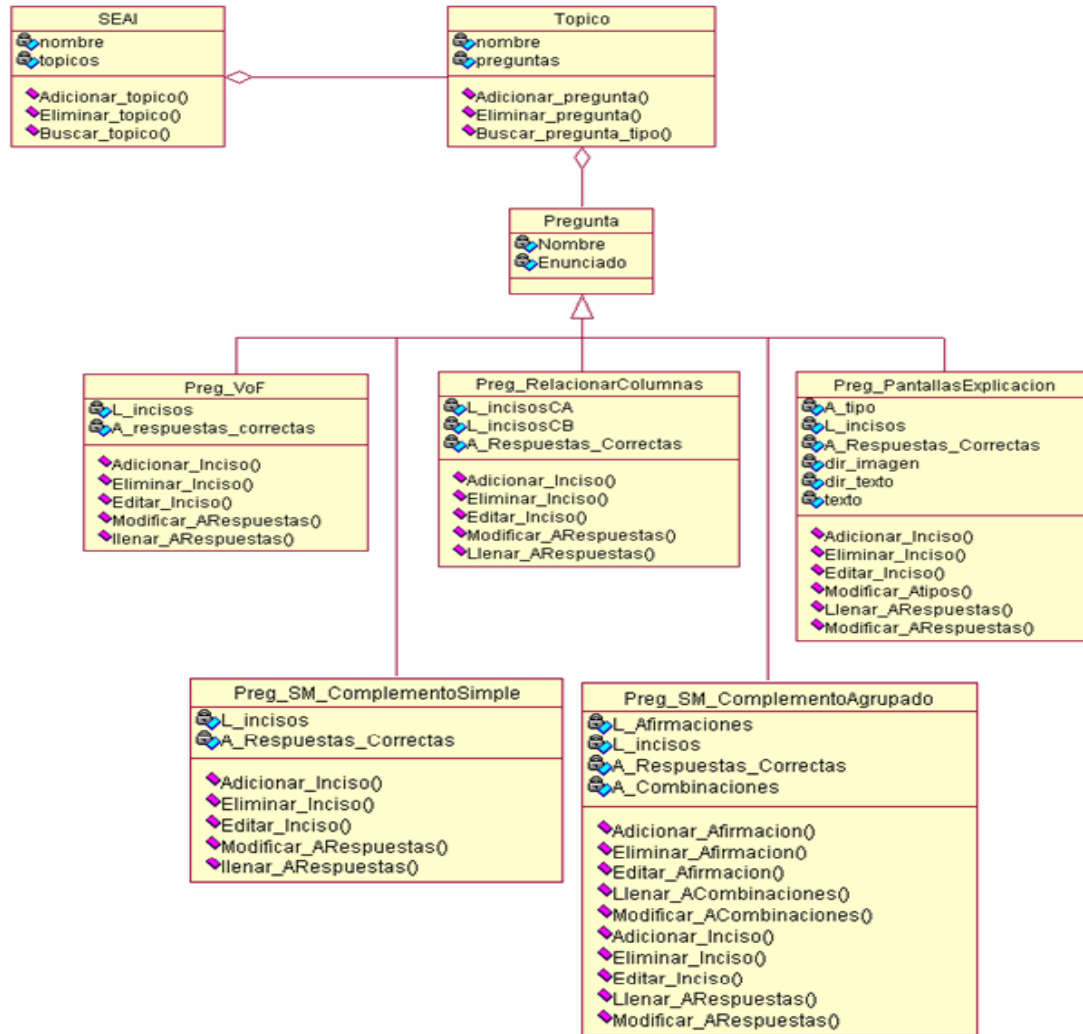 SEAI
nombre
topicos
Adicionar_topico()
Eliminar_topico()
Buscar_topico()
Topico
nombre
preguntas
Adicionar_pregunta()
Eliminar_pregunta()
Buscar_pregunta_tipo()
Pregunta
Nombre
Enunciado
Preg_VoF
L_incisos
A_respuestas_correctas
Adicionar_Inciso()
Eliminar_Inciso()
Editar_Inciso()
Modificar_ARespuestas()
llenar_ARespuestas()
Preg_RelacionarColumnas
L_incisosCA
L_incisosCB
A_Respuestas_Correctas
Adicionar_Inciso()
Eliminar_Inciso()
Editar_Inciso()
Modificar_ARespuestas()
Llenar_ARespuestas()
Preg_PantallasExplicacion
A_tipo
L_incisos
A_Respuestas_Correctas
dir_imagen
dir_texto
texto
Adicionar_Inciso()
Eliminar_Inciso()
Editar_Inciso()
Modificar_Atipos()
Llenar_ARespuestas()
Modificar_ARespuestas()
Preg_SM_ComplementoSimple
L_incisos
A_Respuestas_Correctas
Adicionar_Inciso()
Eliminar_Inciso()
Editar_Inciso()
Modificar_ARespuestas()
llenar_ARespuestas()
Preg_SM_ComplementoAgrupado
L_Afirmaciones
L_incisos
A_Respuestas_Correctas
A_Combinaciones
Adicionar_Afirmacion()
Eliminar_Afirmacion()
Editar_Afirmacion()
Llenar_ACombinaciones()
Modificar_ACombinaciones()
Adicionar_Inciso()
Eliminar_Inciso()
Editar_Inciso()
Llenar_ARespuestas()
Modificar_ARespuestas()